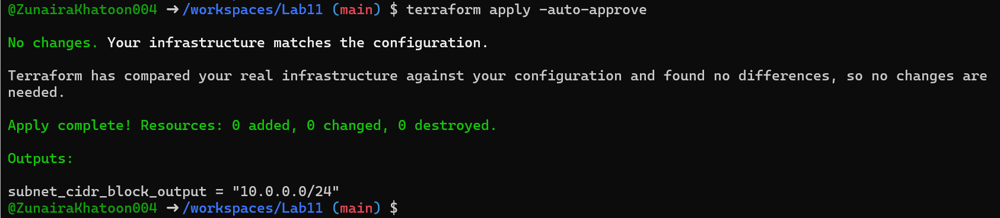 @ZunairaKhatoon004 ➜ /workspaces/Lab11 (main) $ terraform apply -auto-approve
No changes. Your infrastructure matches the configuration.
Terraform has compared your real infrastructure against your configuration and found no differences, so no changes are
needed.
Apply complete! Resources: 0 added, 0 changed, 0 destroyed.
Outputs:
subnet_cidr_block_output = "10.0.0.0/24"
@ZunairaKhatoon004 ➜ /workspaces/Lab11 (main) $